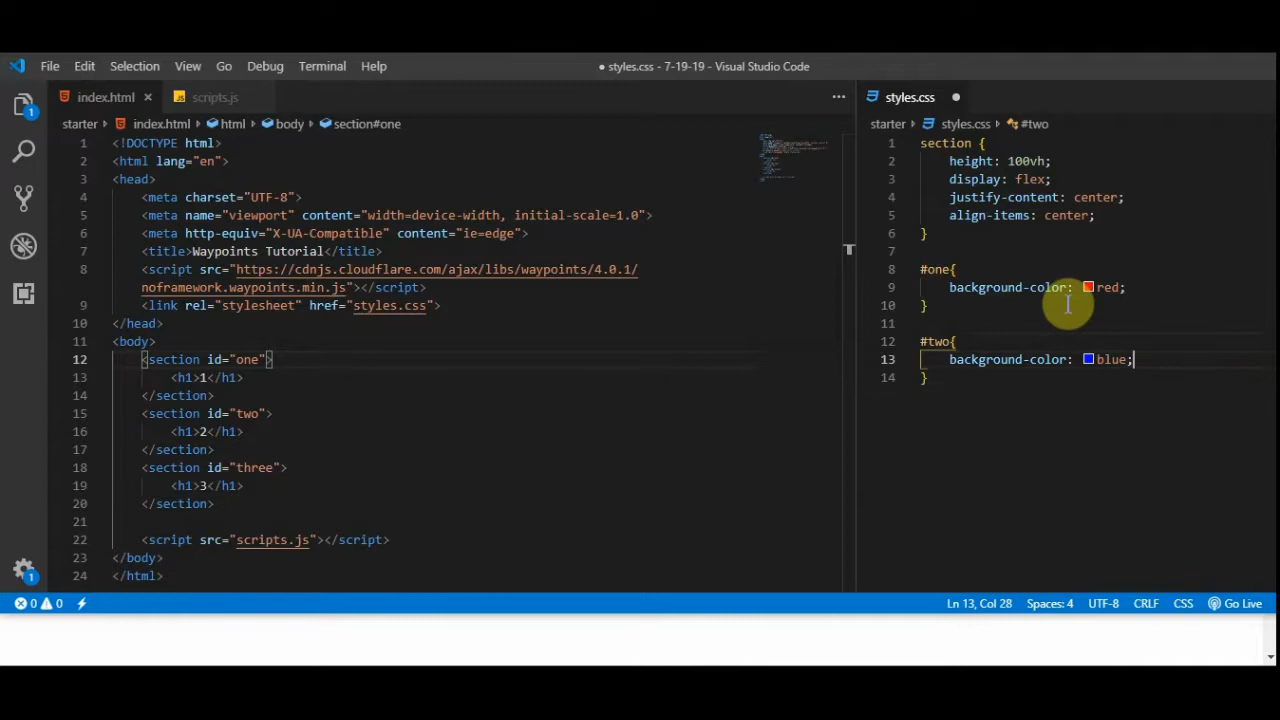 File Edit Selection View Go Debug Terminal Help ● styles.css - 7-19-19 - Visual Studio Code
index.html × scripts.js ···
starter index.html html body section#one
1 <!DOCTYPE html>
2 <html lang="en">
3 <head>
4 <meta charset="UTF-8">
5 <meta name="viewport" content="width=device-width, initial-scale=1.0">
6 <meta http-equiv="X-UA-Compatible" content="ie=edge">
7 <title>Waypoints Tutorial</title>
8 <script src="https://cdnjs.cloudflare.com/ajax/libs/waypoints/4.0.1/
noframework.waypoints.min.js"></script>
9 <link rel="stylesheet" href="styles.css">
10 </head>
11 <body>
12 <section id="one">
13 <h1>1</h1>
14 </section>
15 <section id="two">
16 <h1>2</h1>
17 </section>
18 <section id="three">
19 <h1>3</h1>
20 </section>
21
22 <script src="scripts.js"></script>
23 </body>
24 </html>
styles.css ●
starter styles.css #two
1 section {
2 height: 100vh;
3 display: flex;
4 justify-content: center;
5 align-items: center;
6 }
7
8 #one{
9 background-color: red;
10 }
11
12 #two{
13 background-color: blue;
14 }
1
1
0 0 Ln 13, Col 28 Spaces: 4 UTF-8 CRLF CSS Go Live